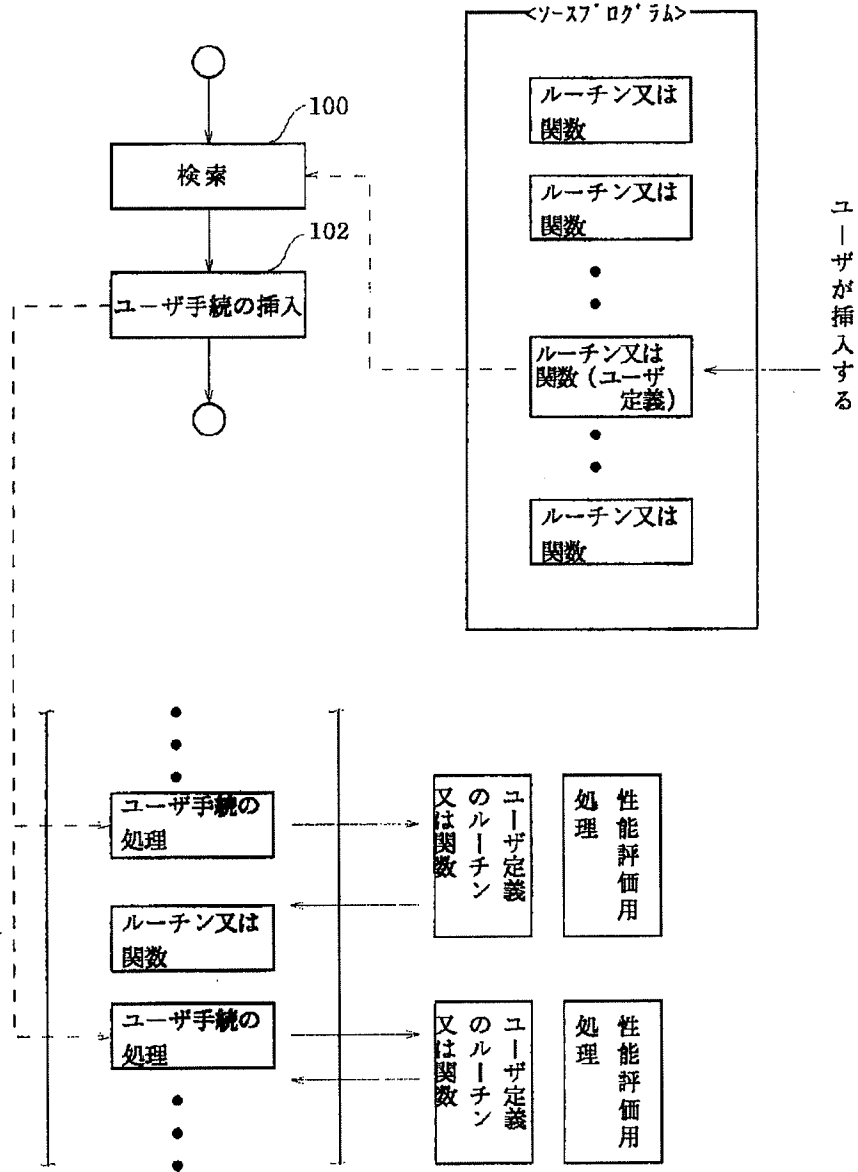 <ソースプログラム>
100
検索
102
ユーザ手続の挿入
ルーチン又は
関数
ルーチン又は
関数
ルーチン又は
関数（ユーザ
定義）
ルーチン又は
関数
ユーザが挿入する
ユーザ手続の
処理
ルーチン又は
関数
ユーザ手続の
処理
ユーザ定義
のルーチン
又は関数
性能評価用
処理
ユーザ定義
のルーチン
又は関数
性能評価用
処理